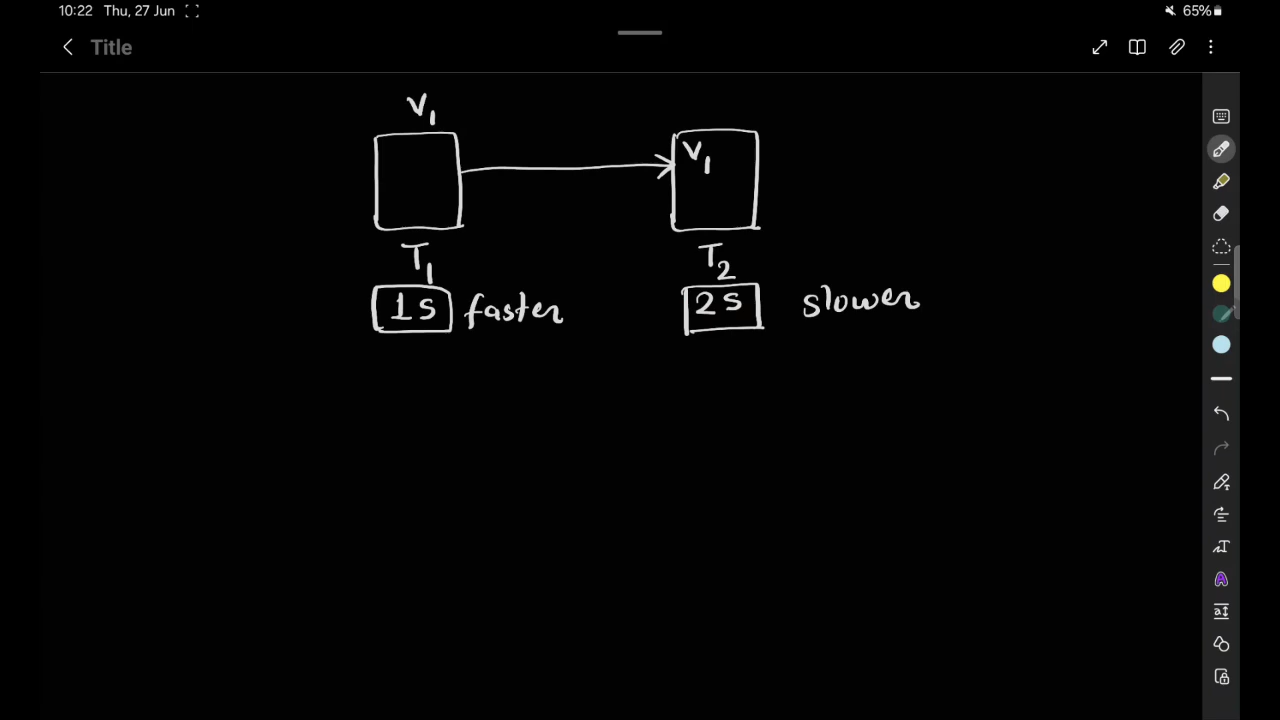 10:22 Thu, 27 Jun
65%
Title
V1
V1
T1
T2
1s faster
2s slower